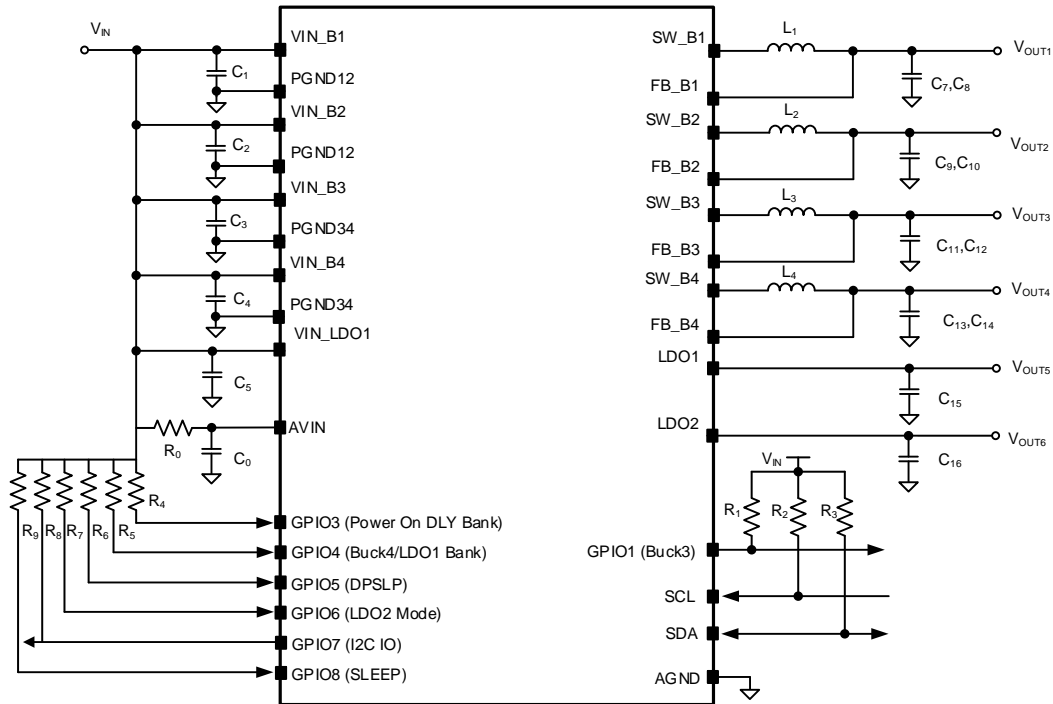 V_IN
VIN_B1
C1
PGND12
VIN_B2
C2
PGND12
VIN_B3
C3
PGND34
VIN_B4
C4
PGND34
VIN_LDO1
C5
AVIN
R0
C0
R9
R8
R7
R6
R5
R4
GPIO3 (Power On DLY Bank)
GPIO4 (Buck4/LDO1 Bank)
GPIO5 (DPSLP)
GPIO6 (LDO2 Mode)
GPIO7 (I2C IO)
GPIO8 (SLEEP)
SW_B1
L1
VOUT1
FB_B1
C7,C8
SW_B2
L2
VOUT2
FB_B2
C9,C10
SW_B3
L3
VOUT3
FB_B3
C11,C12
SW_B4
L4
VOUT4
FB_B4
C13,C14
LDO1
VOUT5
C15
LDO2
VOUT6
C16
VIN
R1
R2
R3
GPIO1 (Buck3)
SCL
SDA
AGND